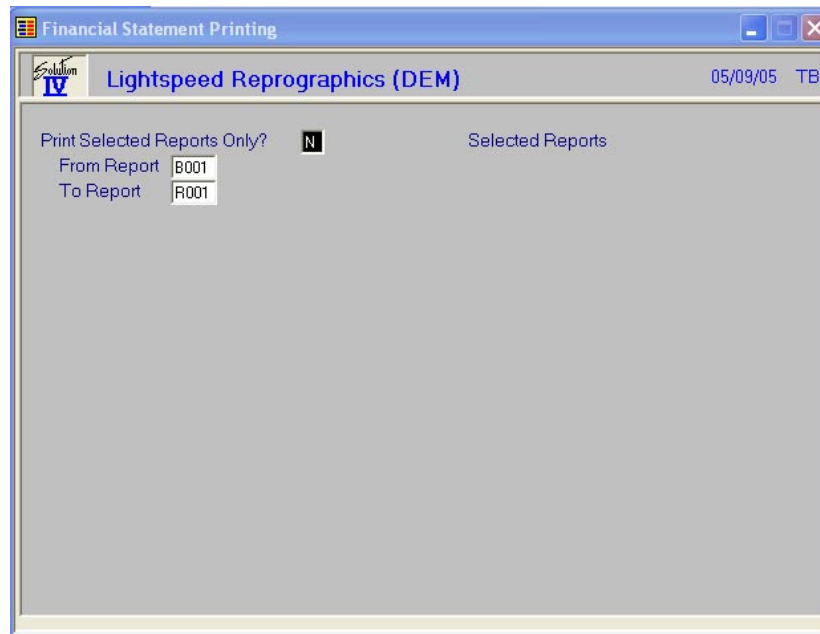 Financial Statement Printing
Solution IV
Lightspeed Reprographics (DEM) 05/09/05 TB
Print Selected Reports Only? N Selected Reports
From Report B001
To Report R001